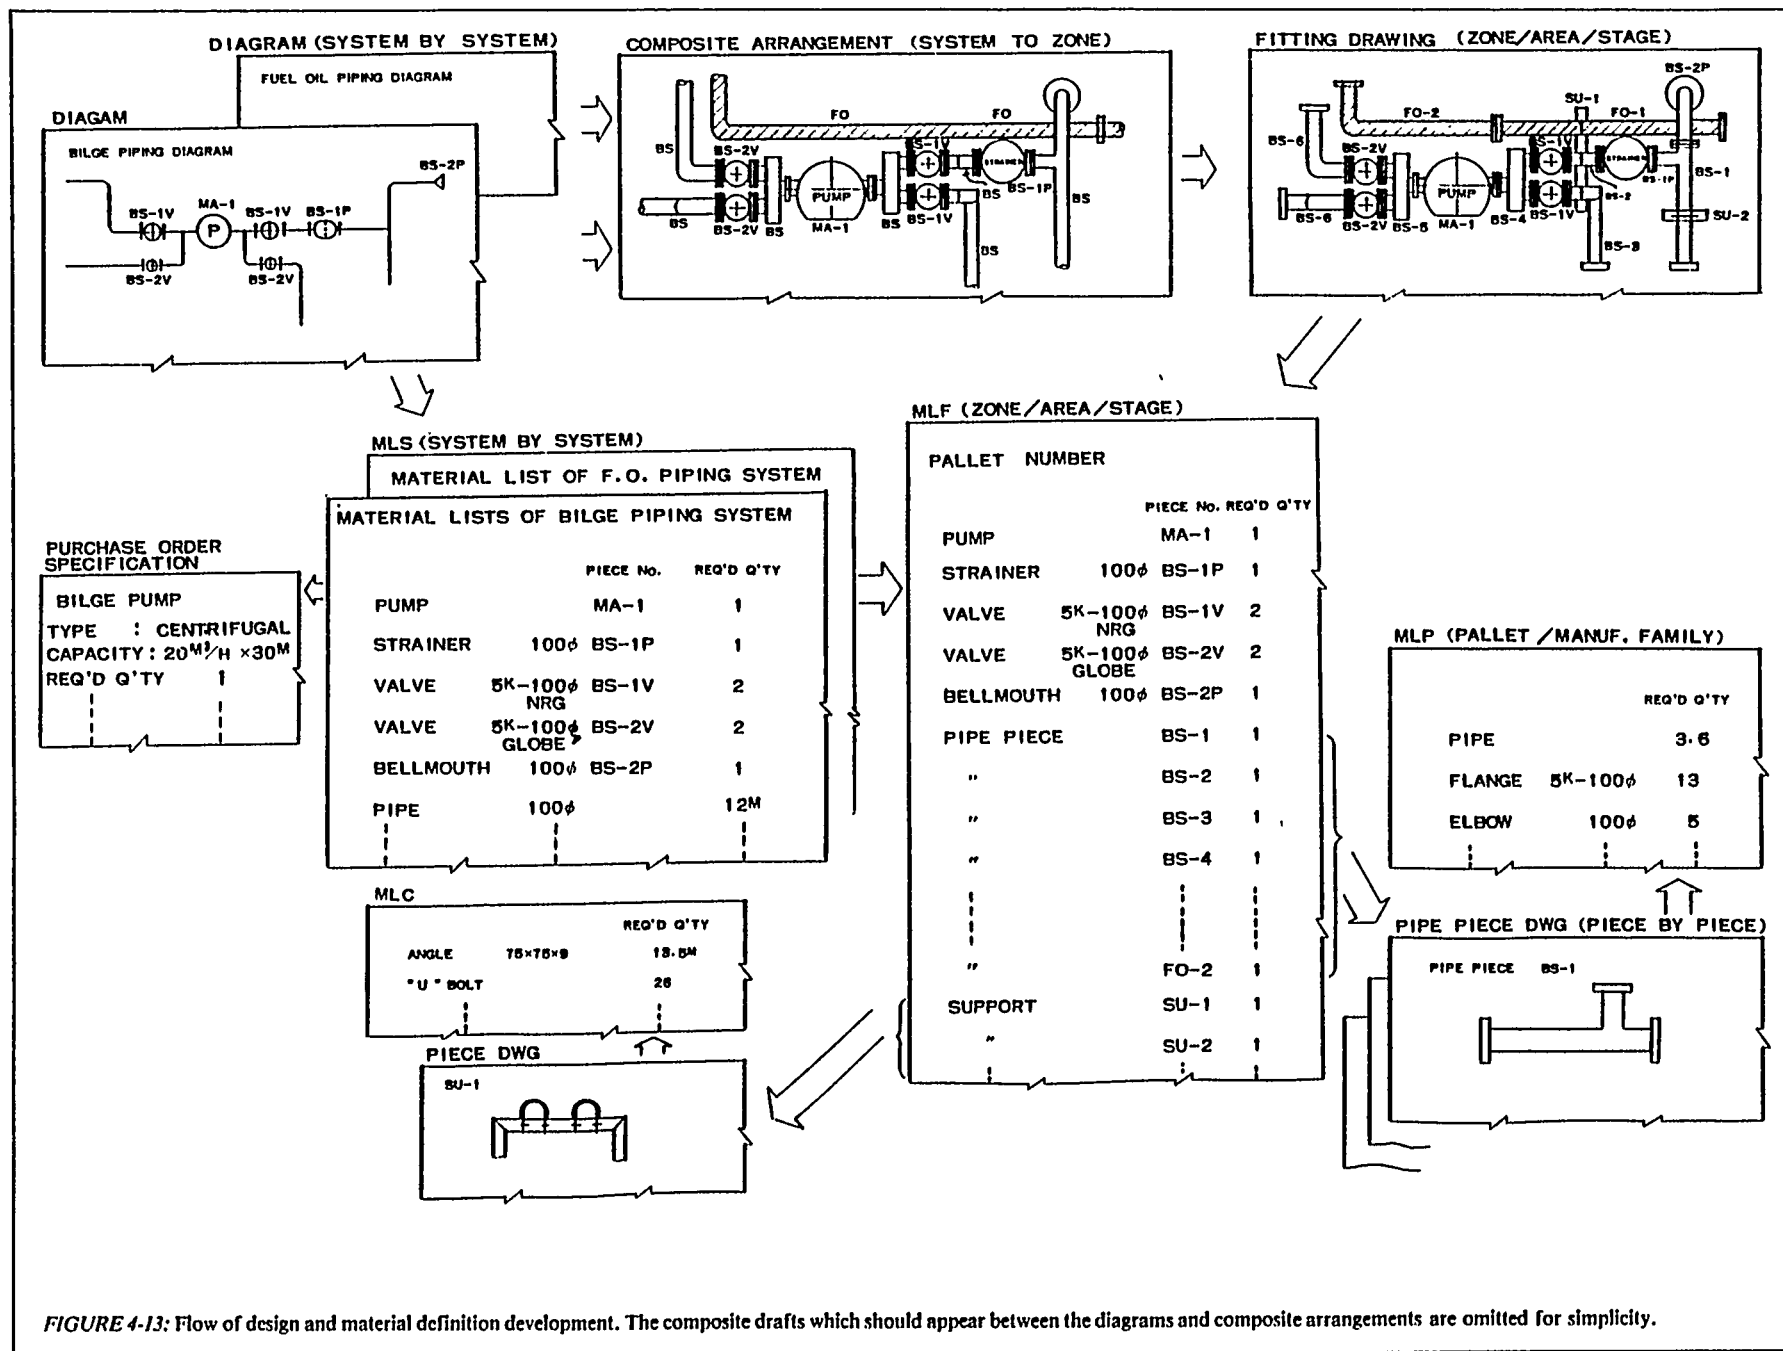 DIAGRAM (SYSTEM BY SYSTEM)
FUEL OIL PIPING DIAGRAM
DIAGAM
BILGE PIPING DIAGRAM
BS-2P
BS-1V
MA-1
BS-1V
BS-1P
P
BS-2V
BS-2V
COMPOSITE ARRANGEMENT (SYSTEM TO ZONE)
FO
FO
BS
BS-2V
BS
BS-1V
STRAINER
PUMP
BS
BS-1P
BS
BS-2V
BS
MA-1
BS
BS-1V
BS
BS
FITTING DRAWING (ZONE/AREA/STAGE)
BS-2P
SU-1
FO-2
FO-1
BS-6
BS-2V
BS-1V
STRAINER
BS-1P
BS-1
PUMP
BS-2
BS-6
BS-2V
BS-5
MA-1
BS-4
BS-1V
SU-2
BS-3
MLS (SYSTEM BY SYSTEM)
MATERIAL LIST OF F.O. PIPING SYSTEM
MATERIAL LISTS OF BILGE PIPING SYSTEM
PIECE No. REQ'D Q'TY
PUMP MA-1 1
STRAINER 100ϕ BS-1P 1
VALVE 5K-100ϕ BS-1V 2
NRG
VALVE 5K-100ϕ BS-2V 2
GLOBE
BELLMOUTH 100ϕ BS-2P 1
PIPE 100ϕ 12M
PURCHASE ORDER
SPECIFICATION
BILGE PUMP
TYPE : CENTRIFUGAL
CAPACITY : 20M³/H ×30M
REQ'D Q'TY 1
MLC
REQ'D Q'TY
ANGLE 75×75×9 13.5M
"U" BOLT 26
PIECE DWG
SU-1
MLF (ZONE/AREA/STAGE)
PALLET NUMBER
PIECE No. REQ'D Q'TY
PUMP MA-1 1
STRAINER 100ϕ BS-1P 1
VALVE 5K-100ϕ BS-1V 2
NRG
VALVE 5K-100ϕ BS-2V 2
GLOBE
BELLMOUTH 100ϕ BS-2P 1
PIPE PIECE BS-1 1
" BS-2 1
" BS-3 1
" BS-4 1
" FO-2 1
SUPPORT SU-1 1
" SU-2 1
MLP (PALLET /MANUF. FAMILY)
REQ'D Q'TY
PIPE 3.6
FLANGE 5K-100ϕ 13
ELBOW 100ϕ 5
PIPE PIECE DWG (PIECE BY PIECE)
PIPE PIECE BS-1
FIGURE 4-13: Flow of design and material definition development. The composite drafts which should appear between the diagrams and composite arrangements are omitted for simplicity.